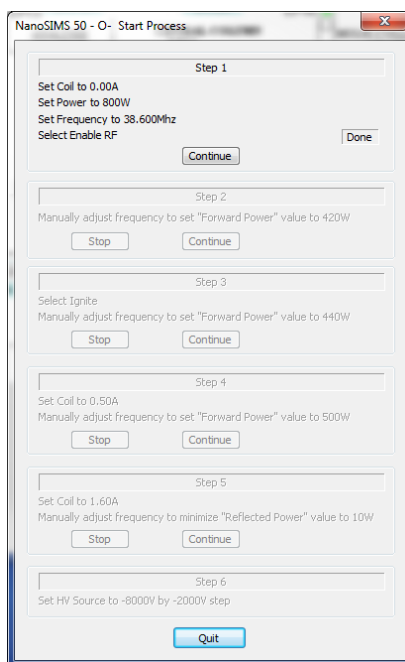 NanoSIMS 50 - O- Start Process
Step 1
Set Coil to 0.00A
Set Power to 800W
Set Frequency to 38.600Mhz
Select Enable RF
Done
Continue
Step 2
Manually adjust frequency to set "Forward Power" value to 420W
Stop Continue
Step 3
Select Ignite
Manually adjust frequency to set "Forward Power" value to 440W
Stop Continue
Step 4
Set Coil to 0.50A
Manually adjust frequency to set "Forward Power" value to 500W
Stop Continue
Step 5
Set Coil to 1.60A
Manually adjust frequency to minimize "Reflected Power" value to 10W
Stop Continue
Step 6
Set HV Source to -8000V by -2000V step
Quit